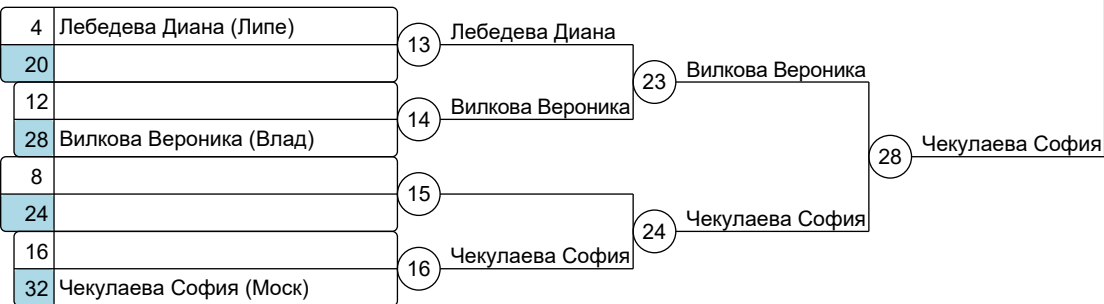 4 Лебедева Диана (Липе)
20
12
28 Вилкова Вероника (Влад)
8
24
16
32 Чекулаева София (Моск)
13 Лебедева Диана
14 Вилкова Вероника
15
16 Чекулаева София
23 Вилкова Вероника
24 Чекулаева София
28 Чекулаева София